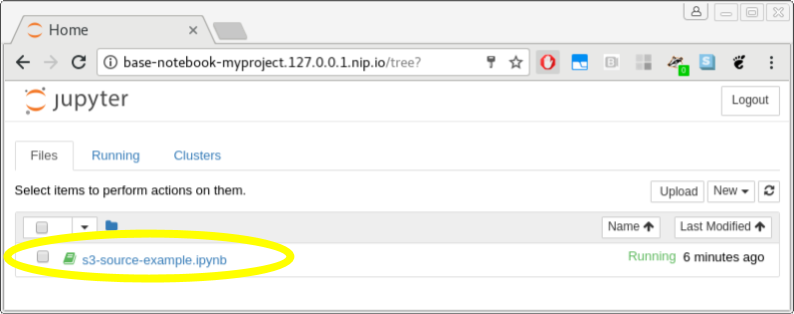 Home
base-notebook-myproject.127.0.0.1.nip.io/tree?
0
jupyter
Logout
Files Running Clusters
Select items to perform actions on them.
Upload New
Name Last Modified
s3-source-example.ipynb Running 6 minutes ago